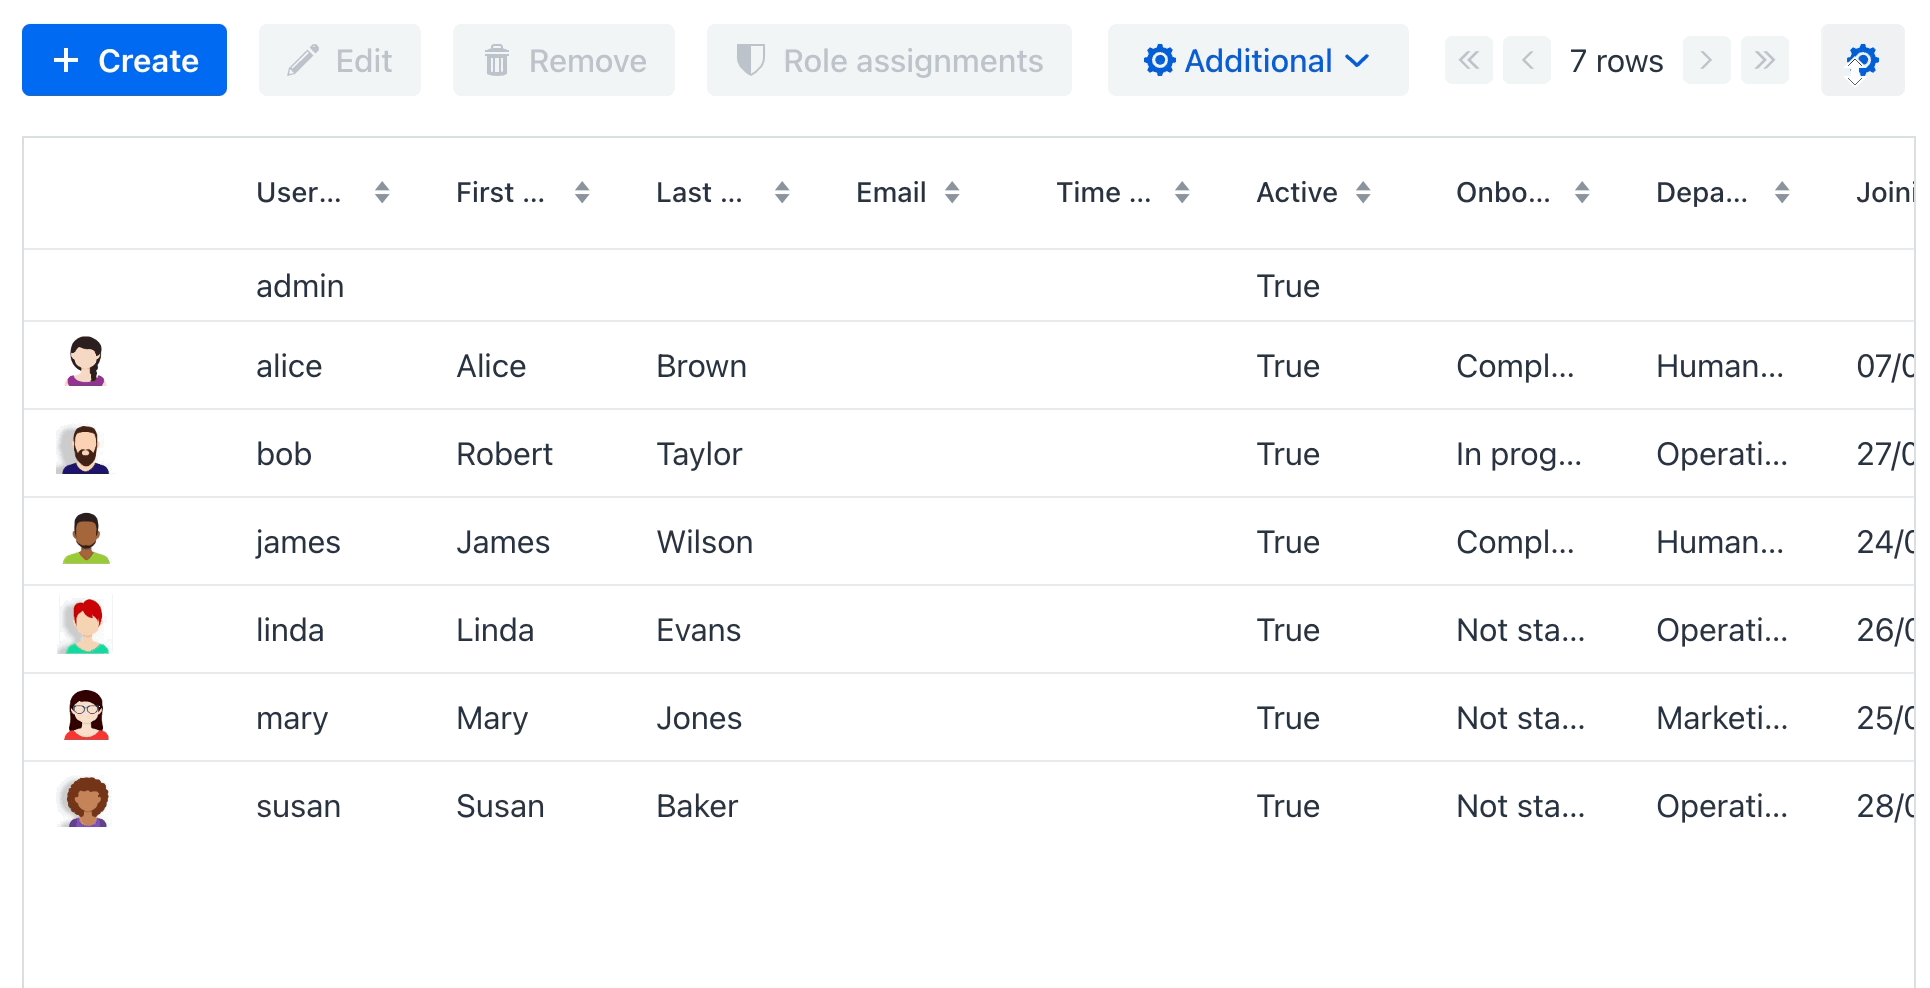 Create Edit Remove Role assignments Additional 7 rows
User... First ... Last ... Email Time ... Active Onbo... Depa... Joini
admin True
alice Alice Brown True Compl... Human... 07/0
bob Robert Taylor True In prog... Operati... 27/0
james James Wilson True Compl... Human... 24/0
linda Linda Evans True Not sta... Operati... 26/0
mary Mary Jones True Not sta... Marketi... 25/0
susan Susan Baker True Not sta... Operati... 28/0